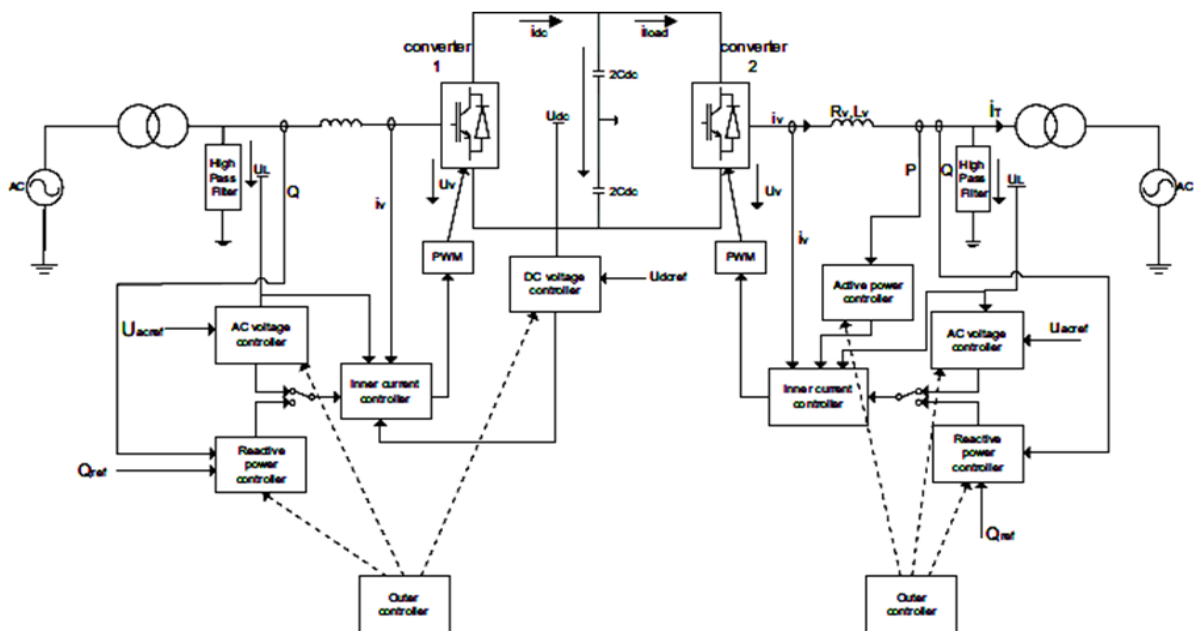 converter
1
idc
iload
converter
2
2Cdc
Udc
2Cdc
iv
Rv,Lv
iT
AC
High
Pass
Filter
UL
Q
iv
Uv
Uv
iv
P
Q
High
Pass
Filter
UL
AC
PWM
DC voltage
controller
Udcref
PWM
Active power
controller
Uacref
AC voltage
controller
AC voltage
controller
Uacref
Inner current
controller
Inner current
controller
Qref
Reactive
power
controller
Reactive
power
controller
Qref
Outer
controller
Outer
controller